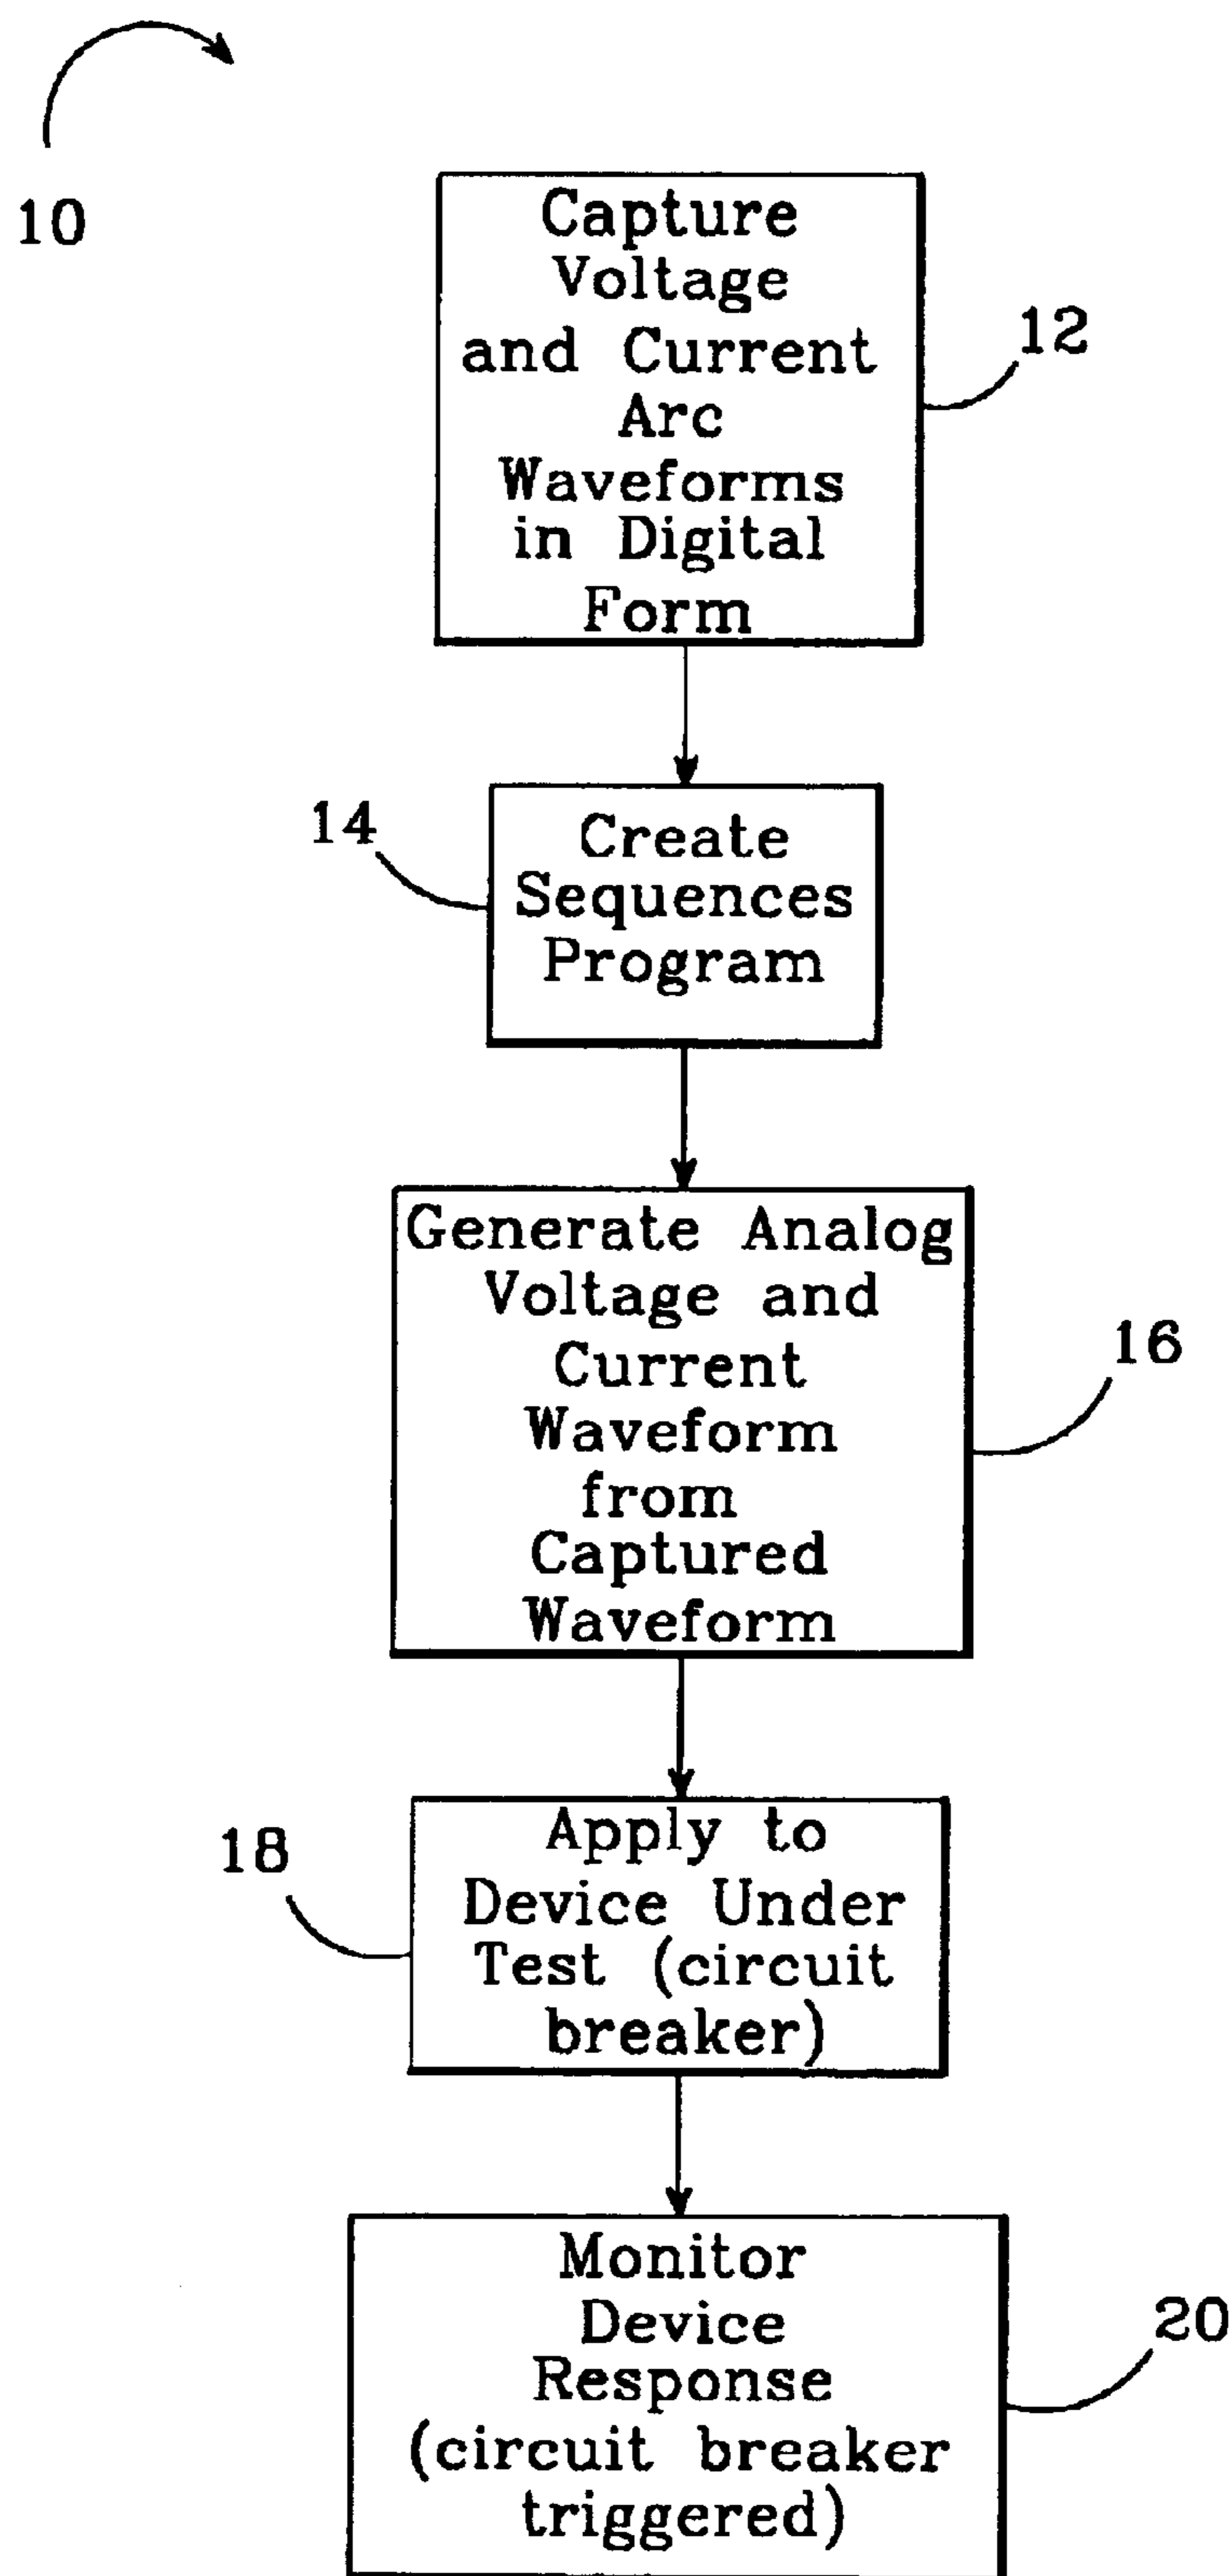 10
Capture
Voltage
and Current
Arc
Waveforms
in Digital
Form
12
14
Create
Sequences
Program
Generate Analog
Voltage and
Current
Waveform
from
Captured
Waveform
16
18
Apply to
Device Under
Test (circuit
breaker)
Monitor
Device
Response
(circuit breaker
triggered)
20